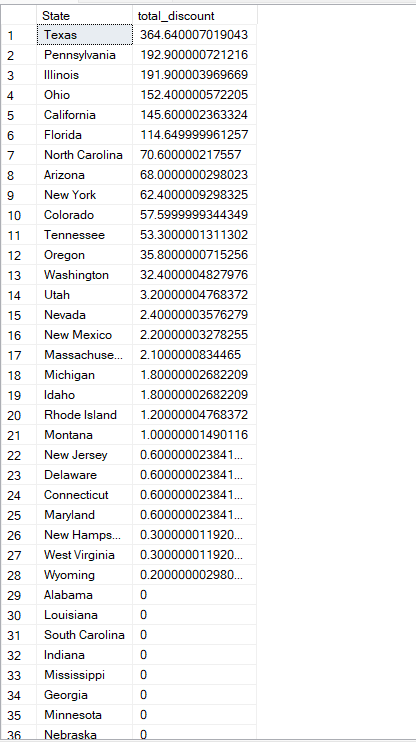 State total_discount
1 Texas 364.640007019043
2 Pennsylvania 192.900000721216
3 Illinois 191.900003969669
4 Ohio 152.400000572205
5 California 145.600002363324
6 Florida 114.649999961257
7 North Carolina 70.600000217557
8 Arizona 68.0000000298023
9 New York 62.4000009298325
10 Colorado 57.5999999344349
11 Tennessee 53.3000001311302
12 Oregon 35.8000000715256
13 Washington 32.4000004827976
14 Utah 3.20000004768372
15 Nevada 2.40000003576279
16 New Mexico 2.20000003278255
17 Massachuse... 2.10000000834465
18 Michigan 1.80000002682209
19 Idaho 1.80000002682209
20 Rhode Island 1.20000004768372
21 Montana 1.00000001490116
22 New Jersey 0.600000023841...
23 Delaware 0.600000023841...
24 Connecticut 0.600000023841...
25 Maryland 0.600000023841...
26 New Hamps... 0.300000011920...
27 West Virginia 0.300000011920...
28 Wyoming 0.200000002980...
29 Alabama 0
30 Louisiana 0
31 South Carolina 0
32 Indiana 0
33 Mississippi 0
34 Georgia 0
35 Minnesota 0
36 Nebraska 0